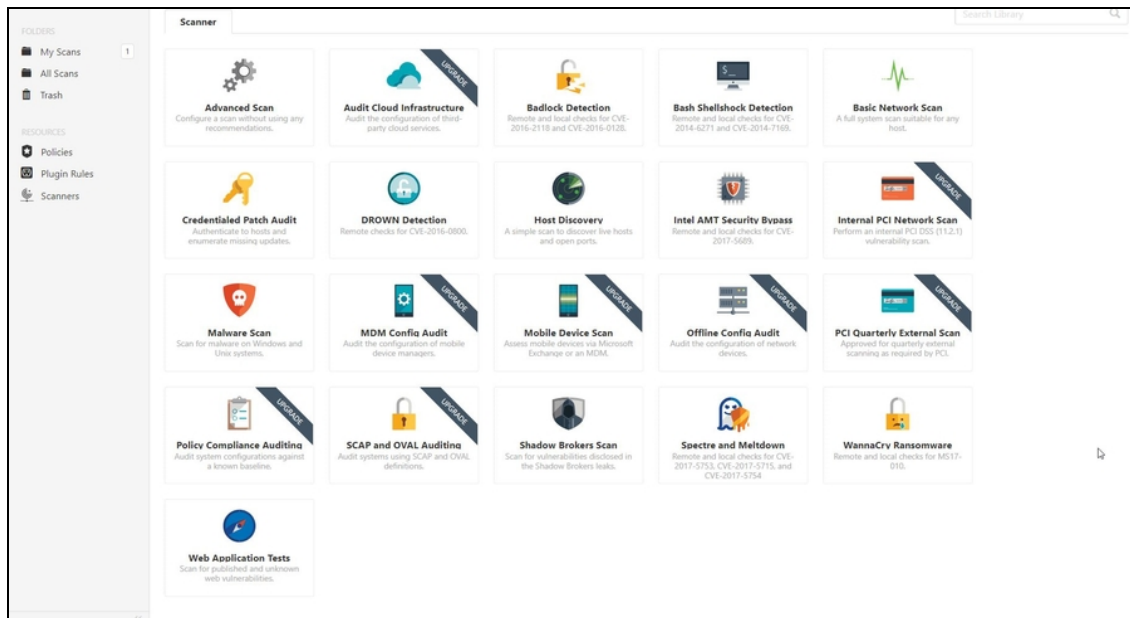 Scanner
Search Library
FOLDERS
My Scans 1
All Scans
Trash
RESOURCES
Policies
Plugin Rules
Scanners
UPGRADE
Advanced Scan
Configure a scan without using any
recommendations.
Audit Cloud Infrastructure
Audit the configuration of third-
party cloud services.
Badlock Detection
Remote and local checks for CVE-
2016-2118 and CVE-2016-0128.
$_
Bash Shellshock Detection
Remote and local checks for CVE-
2014-6271 and CVE-2014-7169.
Basic Network Scan
A full system scan suitable for any
host.
Credentialed Patch Audit
Authenticate to hosts and
enumerate missing updates.
DROWN Detection
Remote checks for CVE-2016-0800.
Host Discovery
A simple scan to discover live hosts
and open ports.
Intel AMT Security Bypass
Remote and local checks for CVE-
2017-5689.
UPGRADE
Internal PCI Network Scan
Perform an internal PCI DSS (11.2.1)
vulnerability scan.
Malware Scan
Scan for malware on Windows and
Unix systems.
UPGRADE
MDM Config Audit
Audit the configuration of mobile
device managers.
UPGRADE
Mobile Device Scan
Assess mobile devices via Microsoft
Exchange or an MDM.
UPGRADE
Offline Config Audit
Audit the configuration of network
devices.
UPGRADE
PCI Quarterly External Scan
Approved for quarterly external
scanning as required by PCI.
UPGRADE
Policy Compliance Auditing
Audit system configurations against
a known baseline.
UPGRADE
SCAP and OVAL Auditing
Audit systems using SCAP and OVAL
definitions.
Shadow Brokers Scan
Scan for vulnerabilities disclosed in
the Shadow Brokers leaks.
Spectre and Meltdown
Remote and local checks for CVE-
2017-5753, CVE-2017-5715, and
CVE-2017-5754
WannaCry Ransomware
Remote and local checks for MS17-
010.
Web Application Tests
Scan for published and unknown
web vulnerabilities.